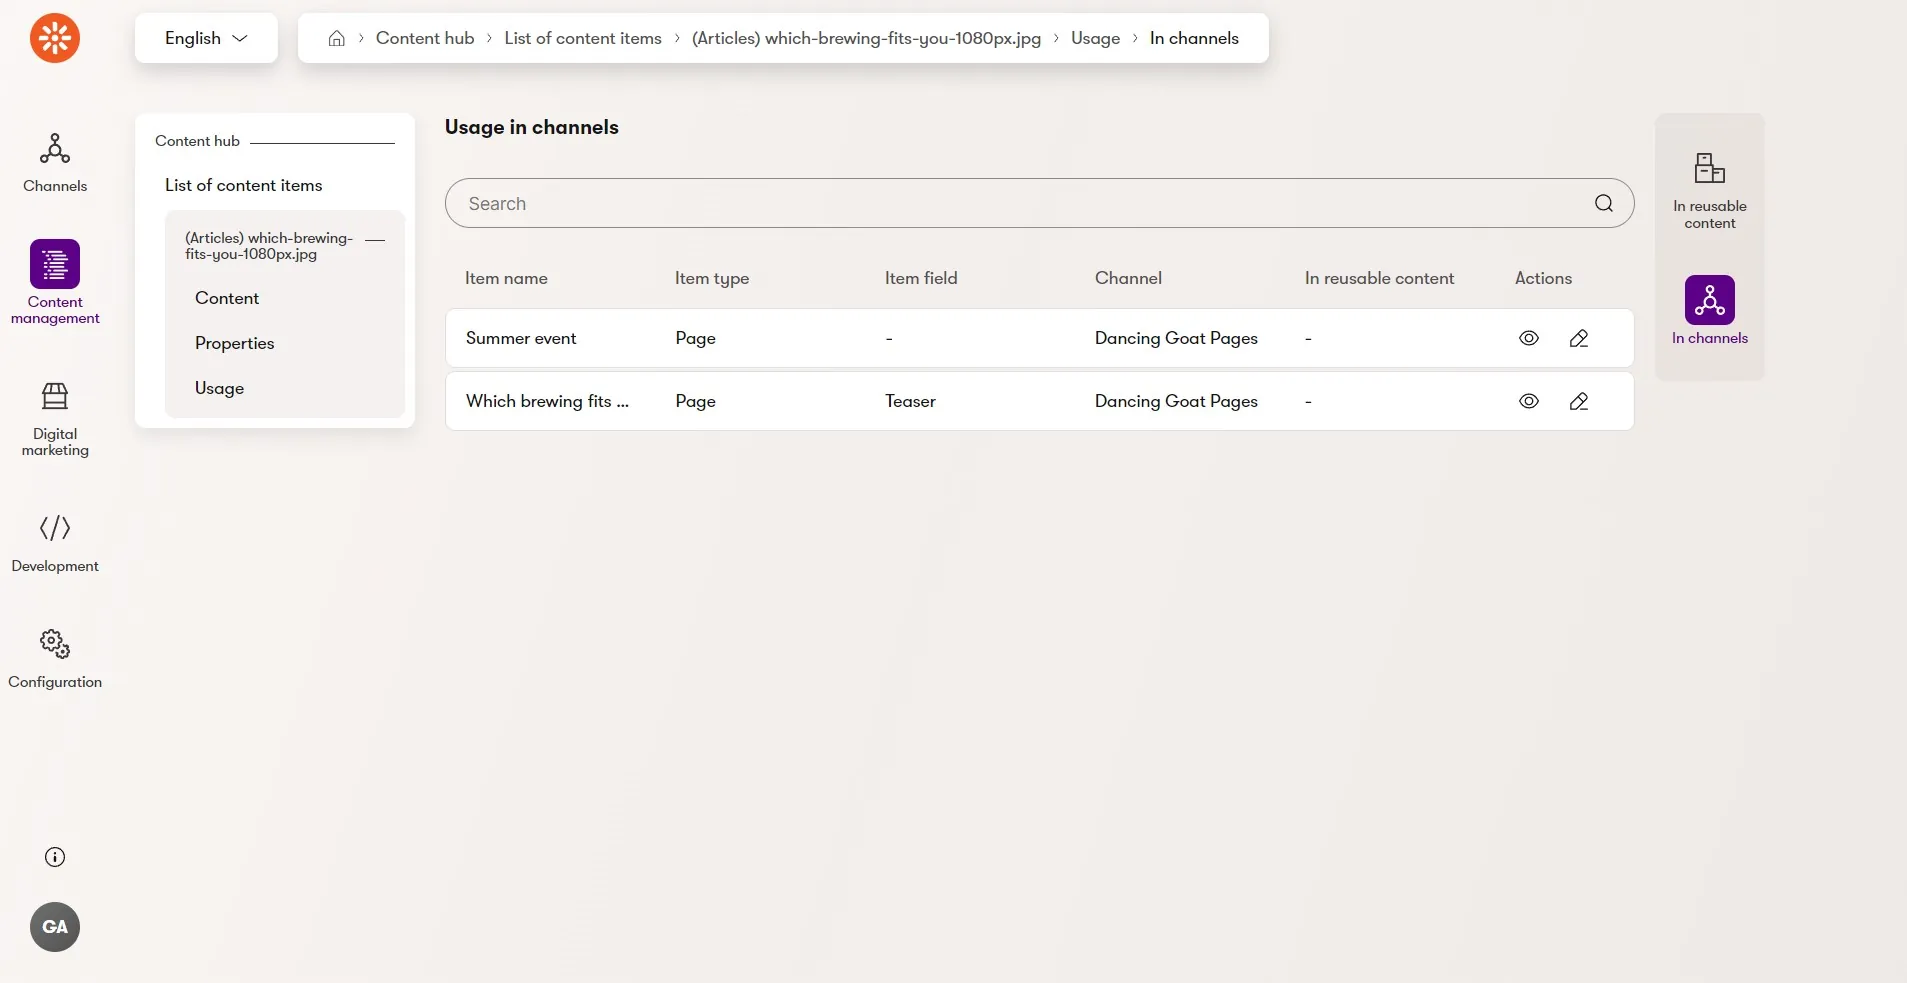 English
Content hub
List of content items
(Articles) which-brewing-fits-you-1080px.jpg
Usage
In channels
Channels
Content
management
Digital
marketing
Development
Configuration
GA
Content hub
List of content items
(Articles) which-brewing-
fits-you-1080px.jpg
Content
Properties
Usage
Usage in channels
Search
Item name Item type Item field Channel In reusable content Actions
Summer event Page - Dancing Goat Pages -
Which brewing fits ... Page Teaser Dancing Goat Pages -
In reusable
content
In channels